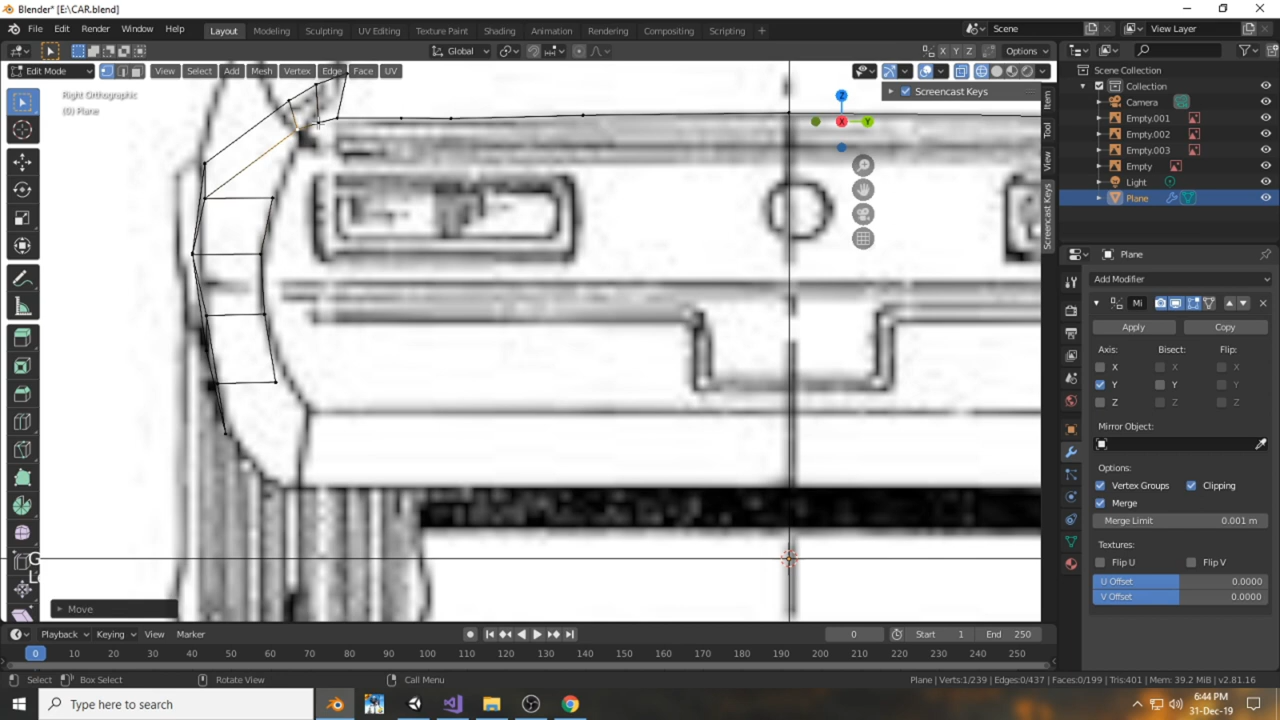 Blender* [E:\CAR.blend]
File Edit Render Window Help
Layout Modeling Sculpting UV Editing Texture Paint Shading Animation Rendering Compositing Scripting +
Scene
View Layer
Global
X Y Z
Options
Edit Mode
View Select Add Mesh Vertex Edge Face UV
Right Orthographic
(0) Plane
Screencast Keys
Z
X
Y
Item
Tool
View
Screencast Keys
G
Move
Scene Collection
Collection
Camera
Empty.001
Empty.002
Empty.003
Empty
Light
Plane
Plane
Add Modifier
Mi
Apply Copy
Axis: Bisect: Flip:
X X X
Y Y Y
Z Z Z
Mirror Object:
Options:
Vertex Groups Clipping
Merge
Merge Limit 0.001 m
Textures:
Flip U Flip V
U Offset 0.0000
V Offset 0.0000
Playback Keying View Marker
0 Start 1 End 250
0 10 20 30 40 50 60 70 80 90 100 110 120 130 140 150 160 170 180 190 200 210 220 230 240 250
Select Box Select Rotate View Call Menu
Plane | Verts:1/239 | Edges:0/437 | Faces:0/199 | Tris:401 | Mem: 39.2 MiB | v2.81.16
Type here to search
6:44 PM
31-Dec-19